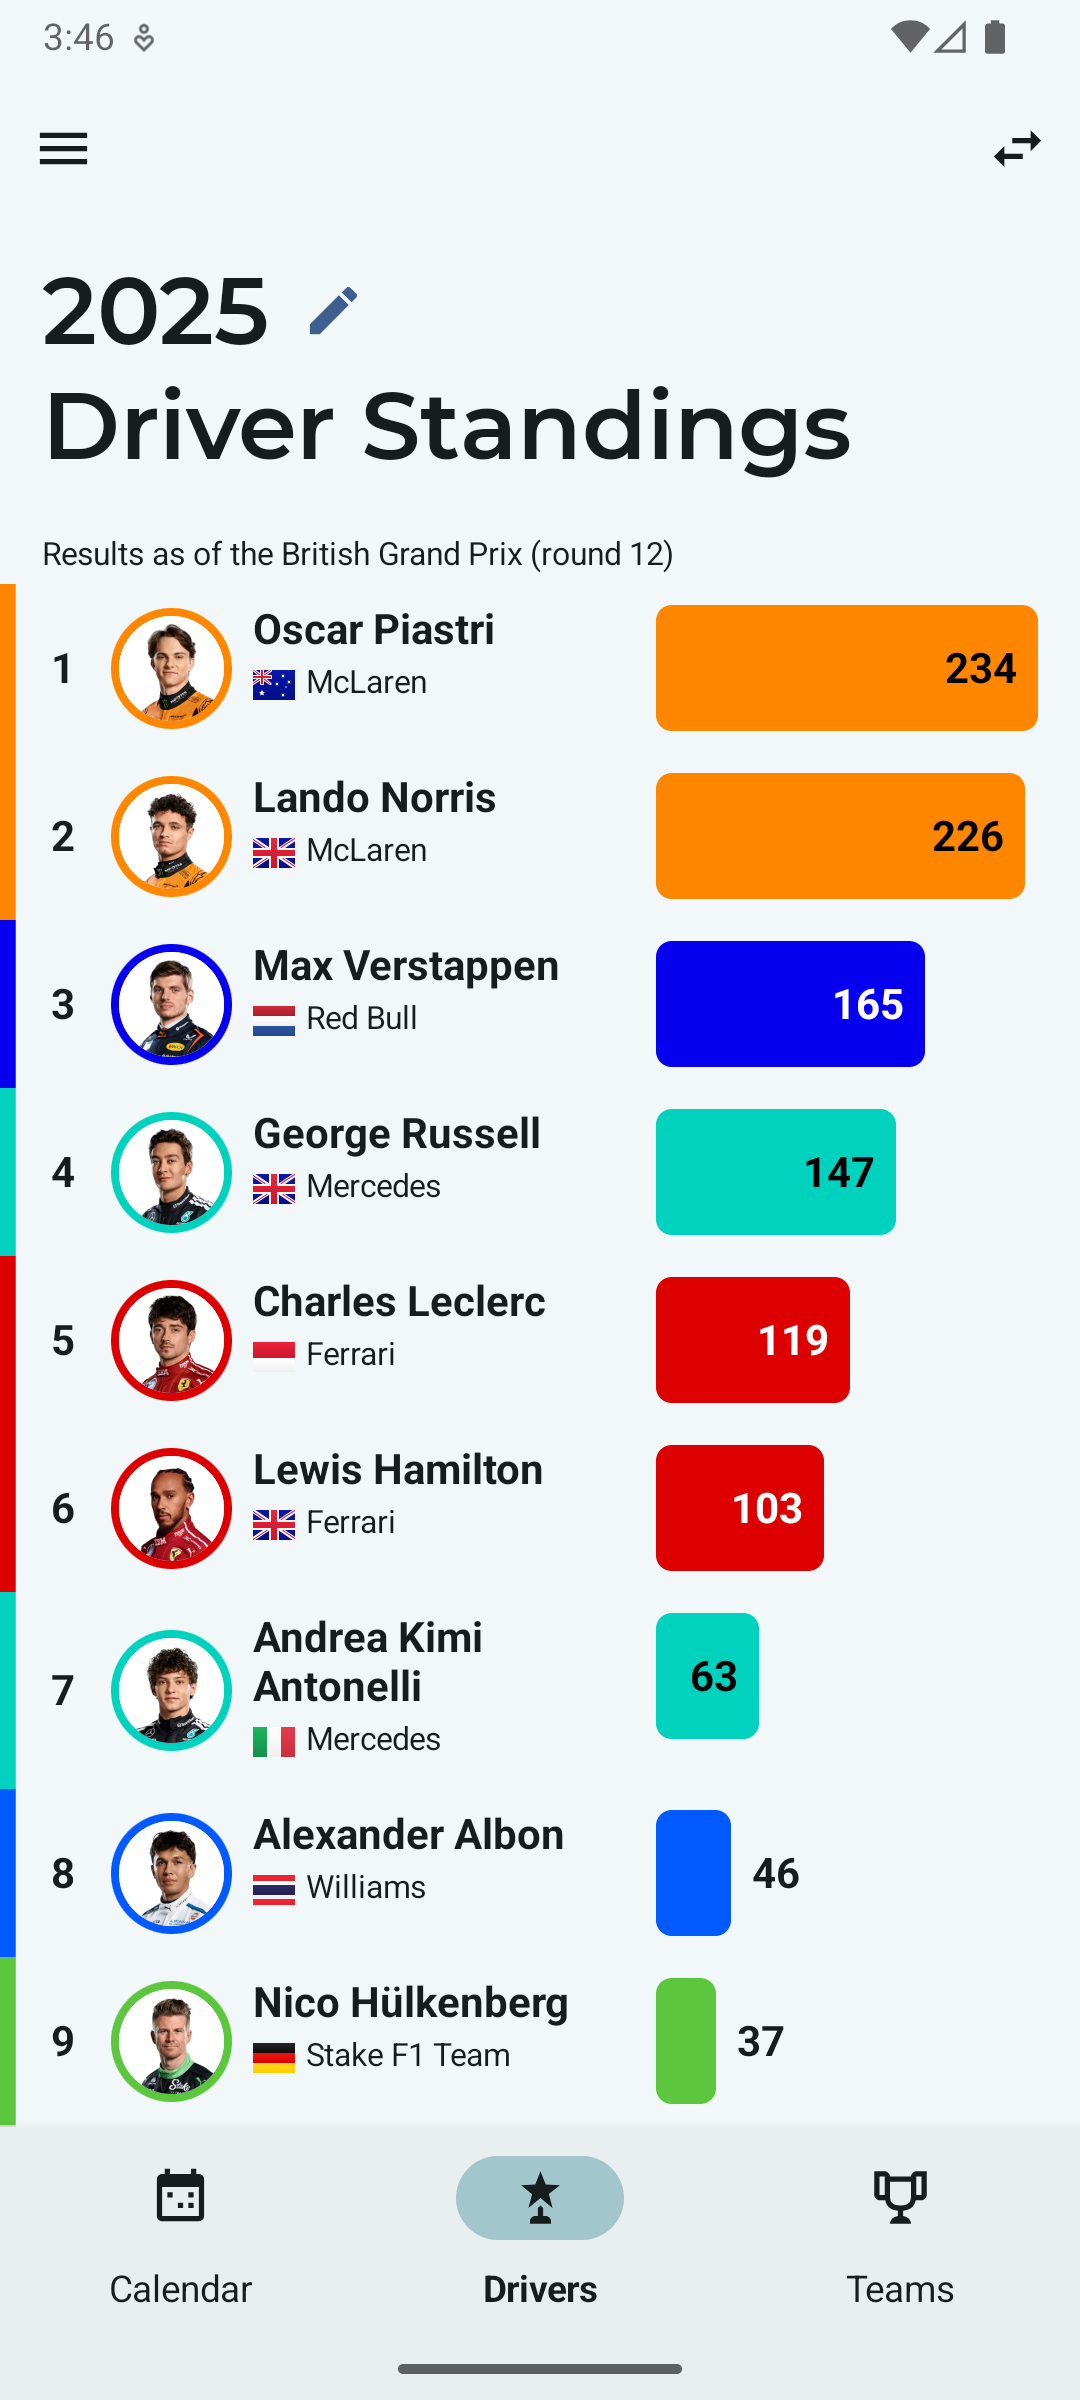 3:46
2025
Driver Standings
Results as of the British Grand Prix (round 12)
1
Oscar Piastri
McLaren
234
2
Lando Norris
McLaren
226
3
Max Verstappen
Red Bull
165
4
George Russell
Mercedes
147
5
Charles Leclerc
Ferrari
119
6
Lewis Hamilton
Ferrari
103
7
Andrea Kimi
Antonelli
Mercedes
63
8
Alexander Albon
Williams
46
9
Nico Hülkenberg
Stake F1 Team
37
Calendar
Drivers
Teams